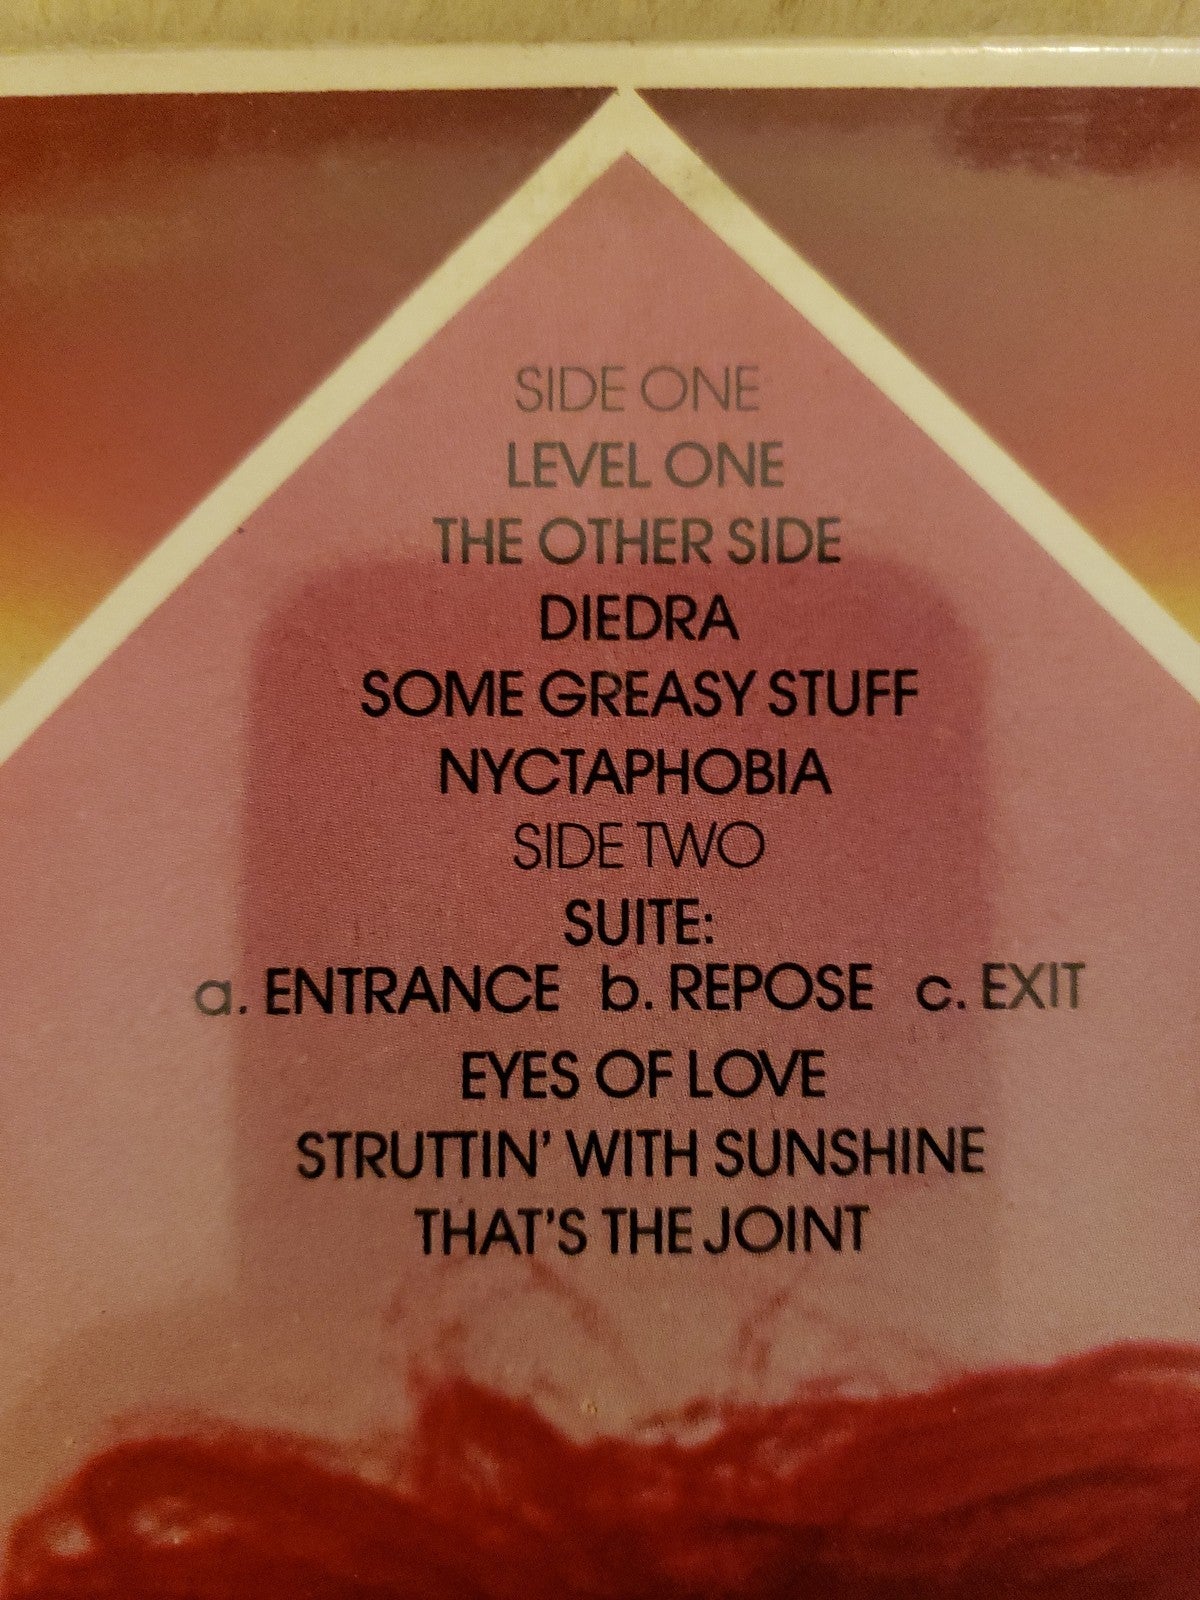 SIDE ONE
LEVEL ONE
THE OTHER SIDE
DIEDRA
SOME GREASY STUFF
NYCTAPHOBIA
SIDE TWO
SUITE:
a. ENTRANCE b. REPOSE c. EXIT
EYES OF LOVE
STRUTTIN' WITH SUNSHINE
THAT'S THE JOINT